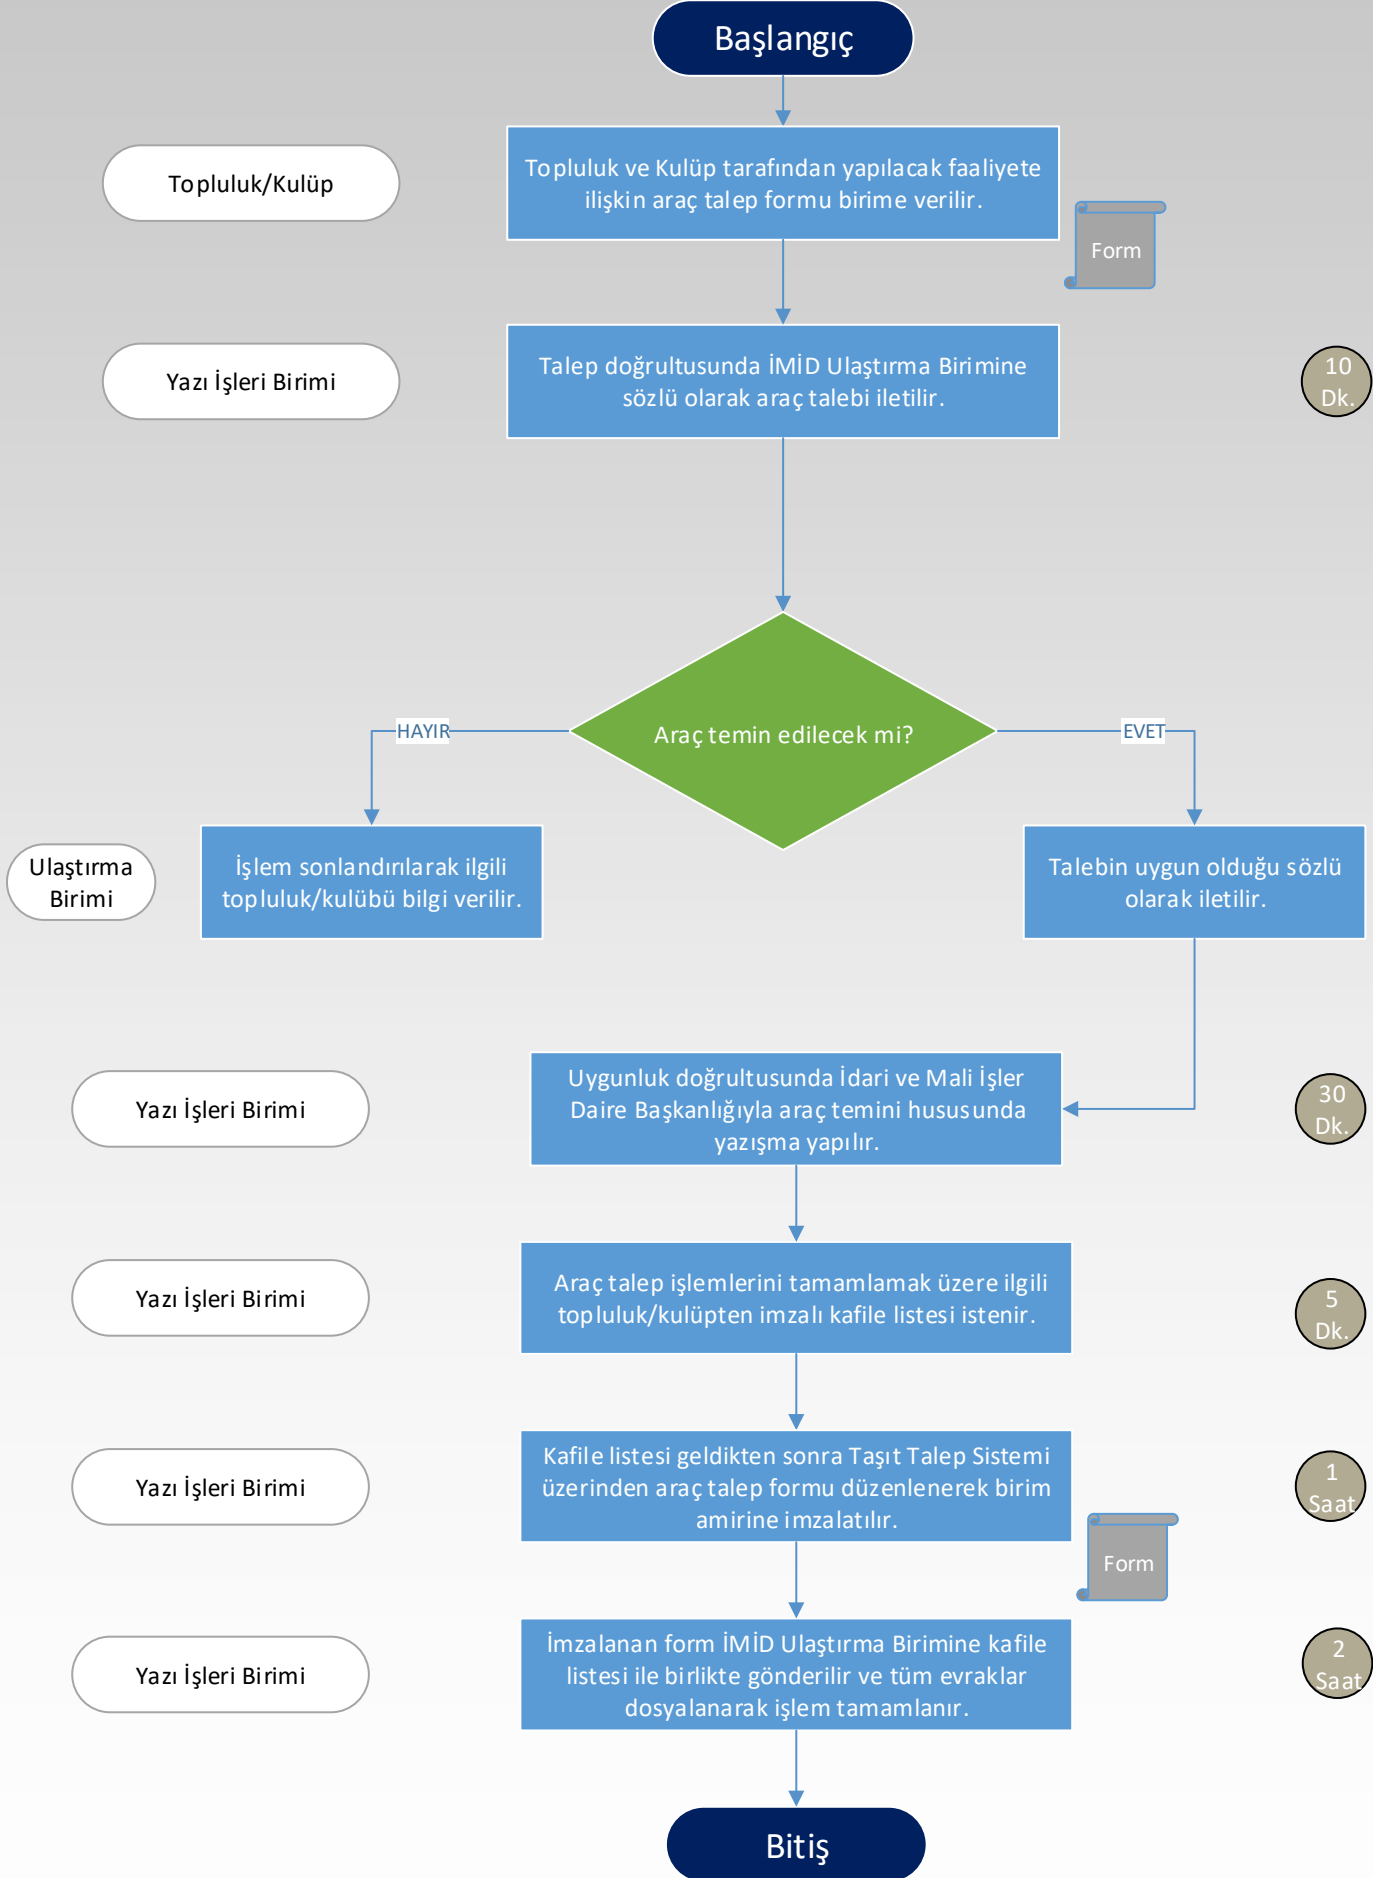 Başlangıç
Topluluk/Kulüp
Topluluk ve Kulüp tarafından yapılacak faaliyete
ilişkin araç talep formu birime verilir.
Form
Yazı İşleri Birimi
Talep doğrultusunda İMİD Ulaştırma Birimine
sözlü olarak araç talebi iletilir.
10
Dk.
Araç temin edilecek mi?
HAYIR
EVET
Ulaştırma
Birimi
İşlem sonlandırılarak ilgili
topluluk/kulübü bilgi verilir.
Talebin uygun olduğu sözlü
olarak iletilir.
Yazı İşleri Birimi
Uygunluk doğrultusunda İdari ve Mali İşler
Daire Başkanlığıyla araç temini hususunda
yazışma yapılır.
30
Dk.
Yazı İşleri Birimi
Araç talep işlemlerini tamamlamak üzere ilgili
topluluk/kulüpten imzalı kafile listesi istenir.
5
Dk.
Yazı İşleri Birimi
Kafile listesi geldikten sonra Taşıt Talep Sistemi
üzerinden araç talep formu düzenlenerek birim
amirine imzalatılır.
1
Saat
Form
Yazı İşleri Birimi
İmzalanan form İMİD Ulaştırma Birimine kafile
listesi ile birlikte gönderilir ve tüm evraklar
dosyalanarak işlem tamamlanır.
2
Saat
Bitiş